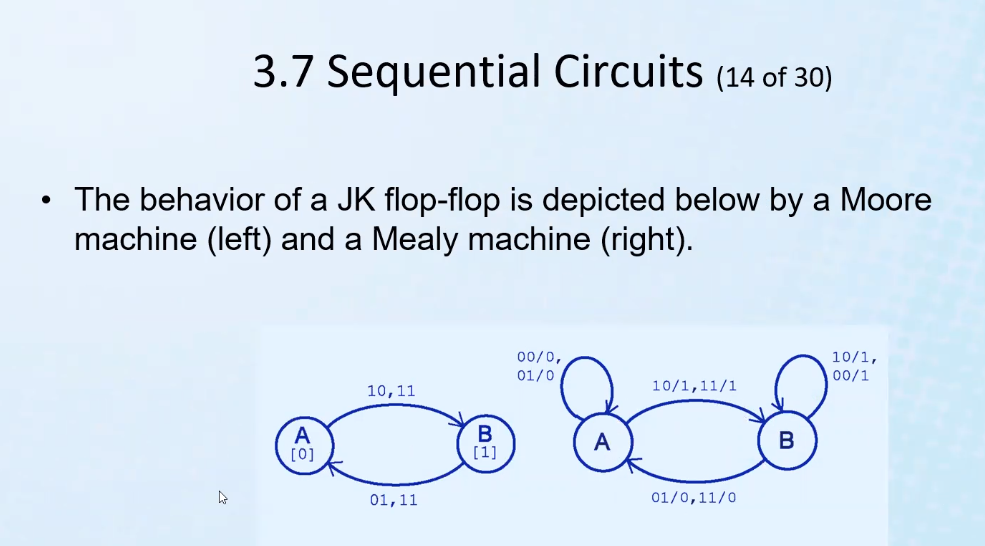 3.7 Sequential Circuits (14 of 30)
• The behavior of a JK flop-flop is depicted below by a Moore
machine (left) and a Mealy machine (right).
10,11
A
[0]
B
[1]
01,11
00/0,
01/0
10/1,11/1
10/1,
00/1
A
B
01/0,11/0